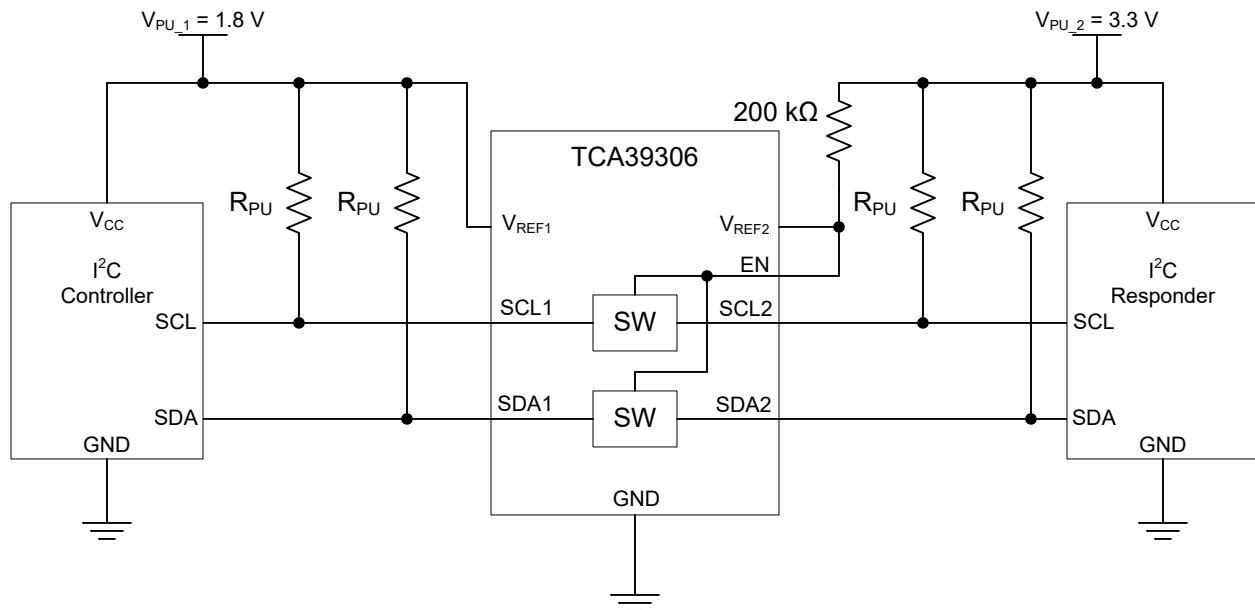 V_PU_1 = 1.8 V
V_PU_2 = 3.3 V
200 kΩ
TCA39306
R_PU
R_PU
R_PU
R_PU
V_CC
V_REF1
V_REF2
V_CC
I²C
Controller
EN
I²C
Responder
SCL
SCL1
SW
SCL2
SCL
SDA
SDA1
SW
SDA2
SDA
GND
GND
GND